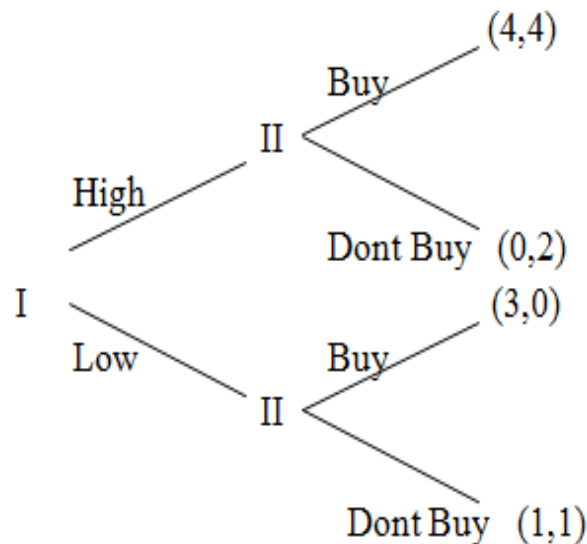 (4,4)
Buy
II
High
Dont Buy (0,2)
I
(3,0)
Low
Buy
II
Dont Buy (1,1)